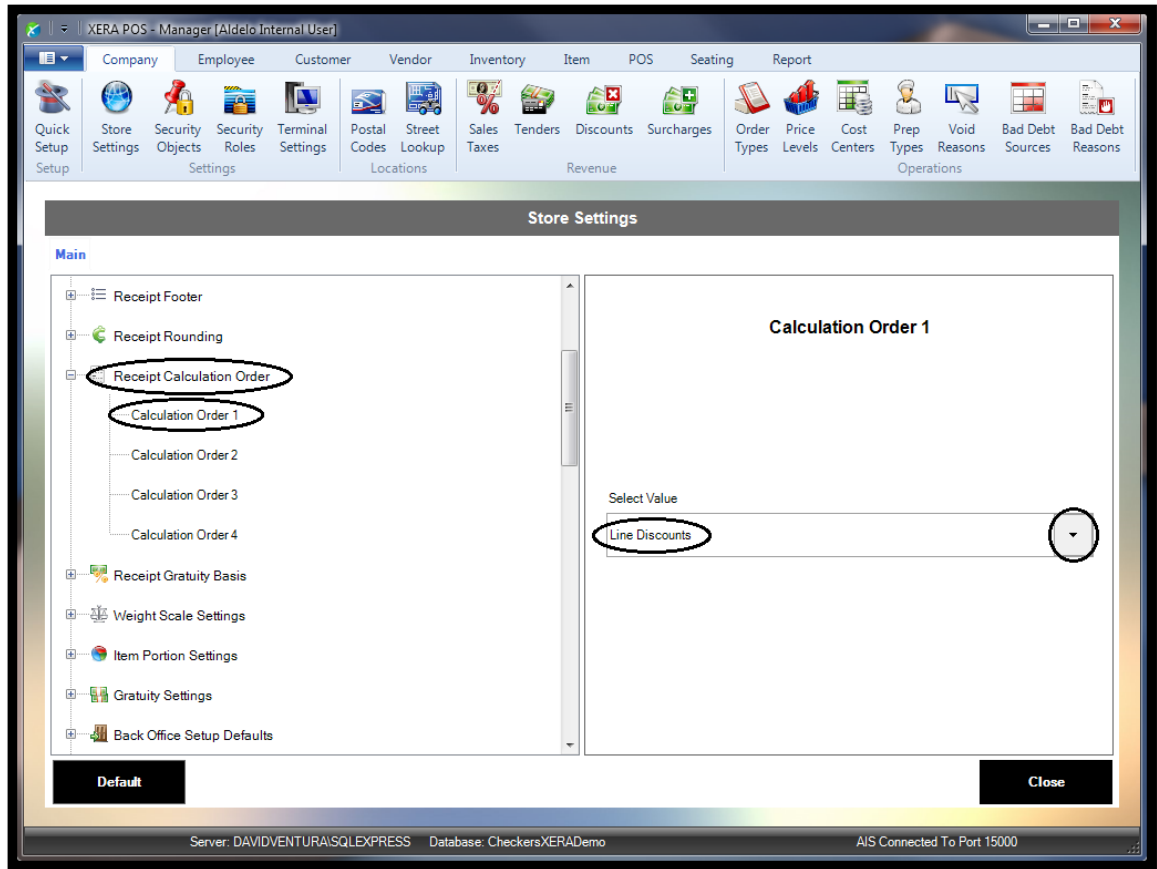 XERA POS - Manager [Aldelo Internal User]
Company Employee Customer Vendor Inventory Item POS Seating Report
Quick Setup Store Settings Security Objects Security Roles Terminal Settings Postal Codes Street Lookup Sales Taxes Tenders Discounts Surcharges Order Types Price Levels Cost Centers Prep Types Void Reasons Bad Debt Sources Bad Debt Reasons
Setup Settings Locations Revenue Operations
Store Settings
Main
Receipt Footer
Receipt Rounding
Receipt Calculation Order
Calculation Order 1
Calculation Order 2
Calculation Order 3
Calculation Order 4
Receipt Gratuity Basis
Weight Scale Settings
Item Portion Settings
Gratuity Settings
Back Office Setup Defaults
Calculation Order 1
Select Value
Line Discounts
Default
Close
Server: DAVIDVENTURA\SQLEXPRESS Database: CheckersXERADemo AIS Connected To Port 15000